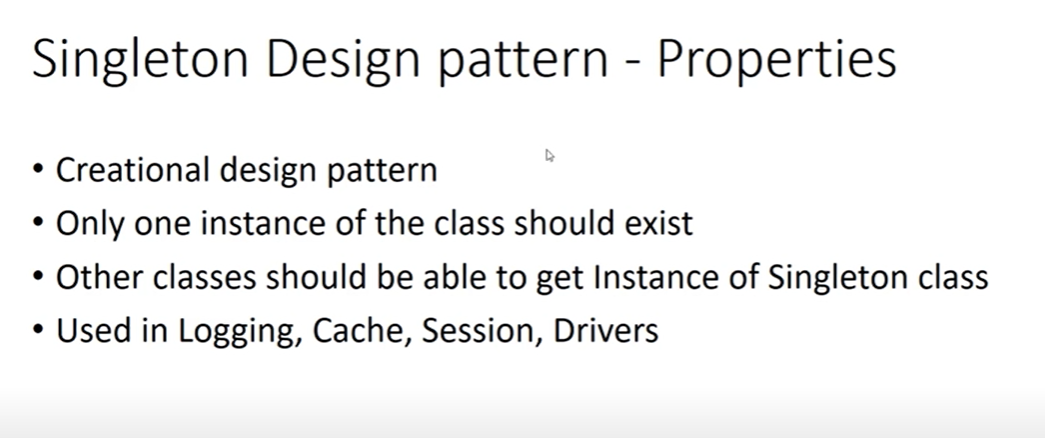 Singleton Design pattern - Properties
• Creational design pattern
• Only one instance of the class should exist
• Other classes should be able to get Instance of Singleton class
• Used in Logging, Cache, Session, Drivers